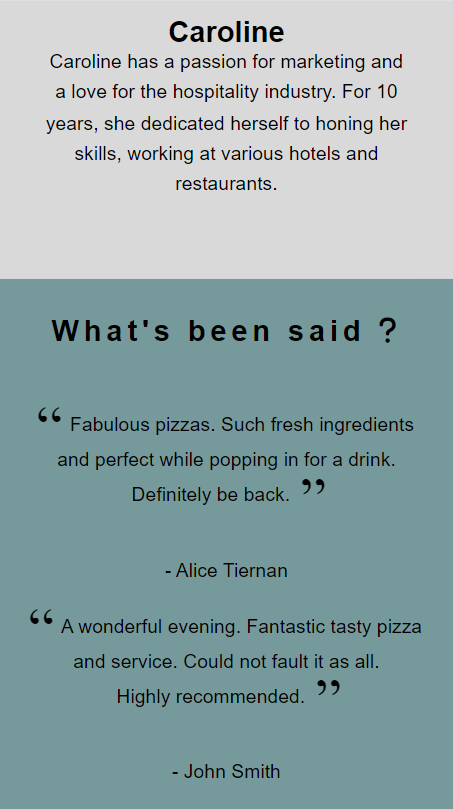 Caroline
Caroline has a passion for marketing and
a love for the hospitality industry. For 10
years, she dedicated herself to honing her
skills, working at various hotels and
restaurants.
What's been said ?
“ Fabulous pizzas. Such fresh ingredients
and perfect while popping in for a drink.
Definitely be back. ”
- Alice Tiernan
“ A wonderful evening. Fantastic tasty pizza
and service. Could not fault it as all.
Highly recommended. ”
- John Smith